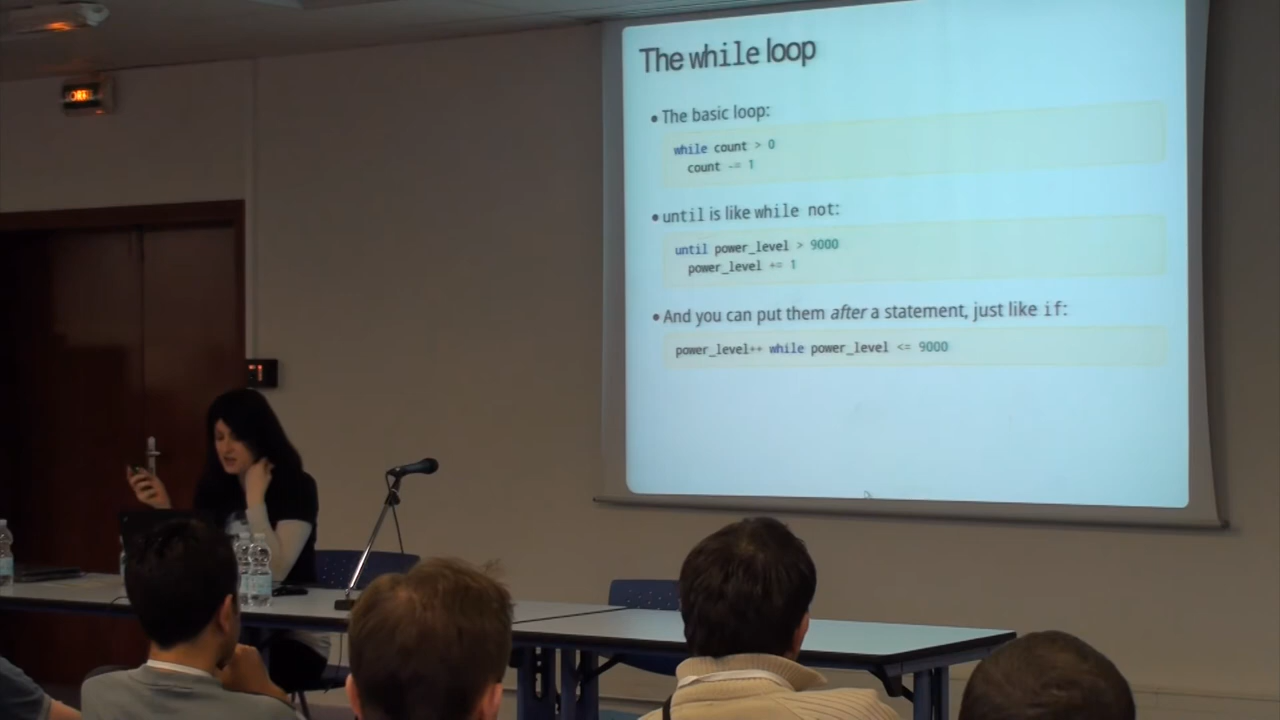 The while loop
• The basic loop:
while count > 0
count -= 1
• until is like while not:
until power_level > 9000
power_level += 1
• And you can put them after a statement, just like if:
power_level++ while power_level <= 9000